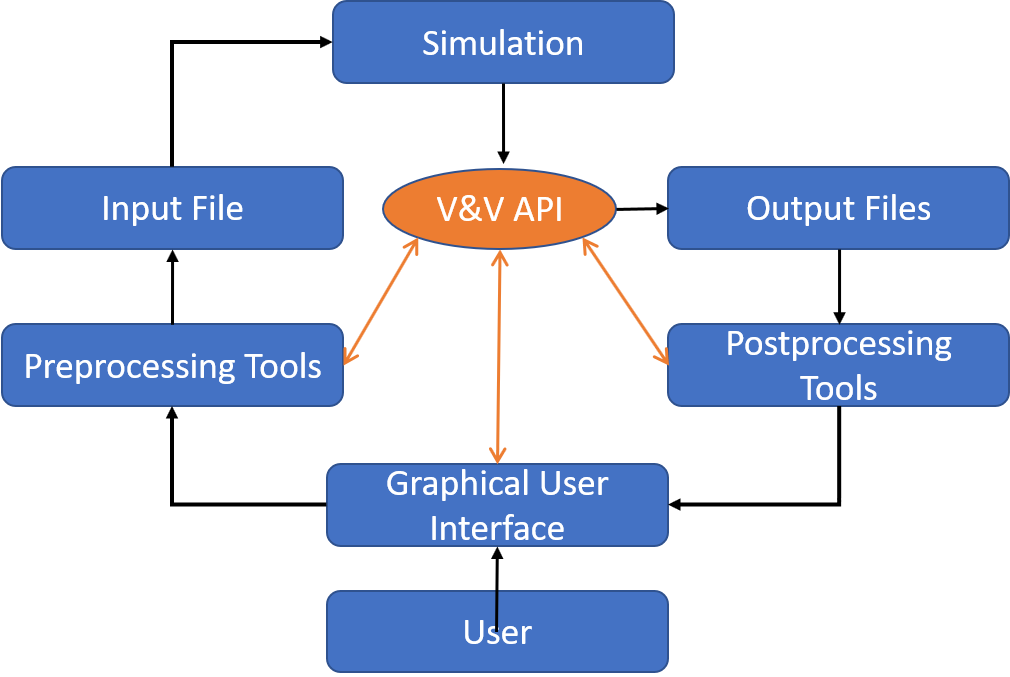 Simulation
Input File
V&V API
Output Files
Preprocessing Tools
Postprocessing
Tools
Graphical User
Interface
User